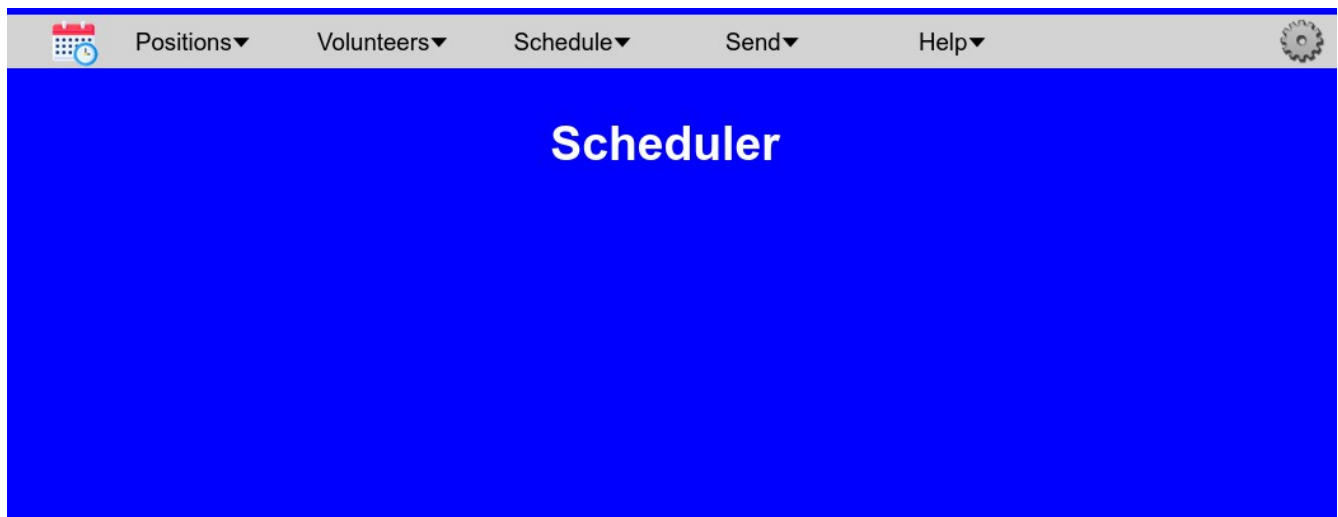 Positions▼ Volunteers▼ Schedule▼ Send▼ Help▼
Scheduler